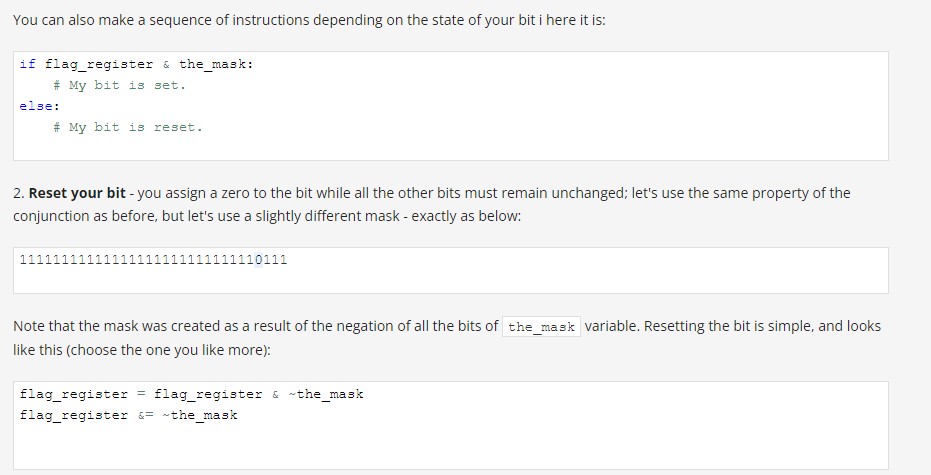 You can also make a sequence of instructions depending on the state of your bit i here it is:
if flag_register & the_mask:
# My bit is set.
else:
# My bit is reset.
2. Reset your bit - you assign a zero to the bit while all the other bits must remain unchanged; let's use the same property of the
conjunction as before, but let's use a slightly different mask - exactly as below:
11111111111111111111111111110111
Note that the mask was created as a result of the negation of all the bits of the_mask variable. Resetting the bit is simple, and looks
like this (choose the one you like more):
flag_register = flag_register & ~the_mask
flag_register &= ~the_mask